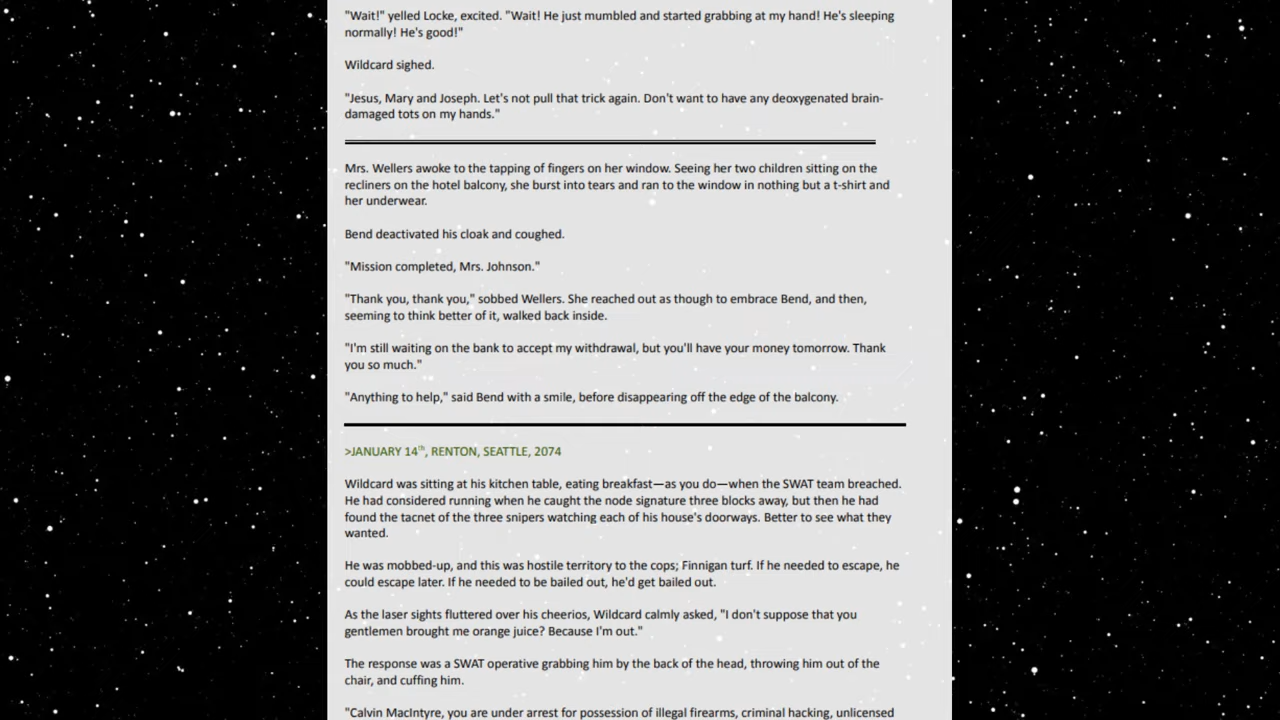 "Wait!" yelled Locke, excited. "Wait! He just mumbled and started grabbing at my hand! He's sleeping
normally! He's good!"
Wildcard sighed.
"Jesus, Mary and Joseph. Let's not pull that trick again. Don't want to have any deoxygenated brain-
damaged tots on my hands."
Mrs. Wellers awoke to the tapping of fingers on her window. Seeing her two children sitting on the
recliners on the hotel balcony, she burst into tears and ran to the window in nothing but a t-shirt and
her underwear.
Bend deactivated his cloak and coughed.
"Mission completed, Mrs. Johnson."
"Thank you, thank you," sobbed Wellers. She reached out as though to embrace Bend, and then,
seeming to think better of it, walked back inside.
"I'm still waiting on the bank to accept my withdrawal, but you'll have your money tomorrow. Thank
you so much."
"Anything to help," said Bend with a smile, before disappearing off the edge of the balcony.
>JANUARY 14th, RENTON, SEATTLE, 2074
Wildcard was sitting at his kitchen table, eating breakfast—as you do—when the SWAT team breached.
He had considered running when he caught the node signature three blocks away, but then he had
found the tacnet of the three snipers watching each of his house's doorways. Better to see what they
wanted.
He was mobbed-up, and this was hostile territory to the cops; Finnigan turf. If he needed to escape, he
could escape later. If he needed to be bailed out, he'd get bailed out.
As the laser sights fluttered over his cheerios, Wildcard calmly asked, "I don't suppose that you
gentlemen brought me orange juice? Because I'm out."
The response was a SWAT operative grabbing him by the back of the head, throwing him out of the
chair, and cuffing him.
"Calvin MacIntyre, you are under arrest for possession of illegal firearms, criminal hacking, unlicensed